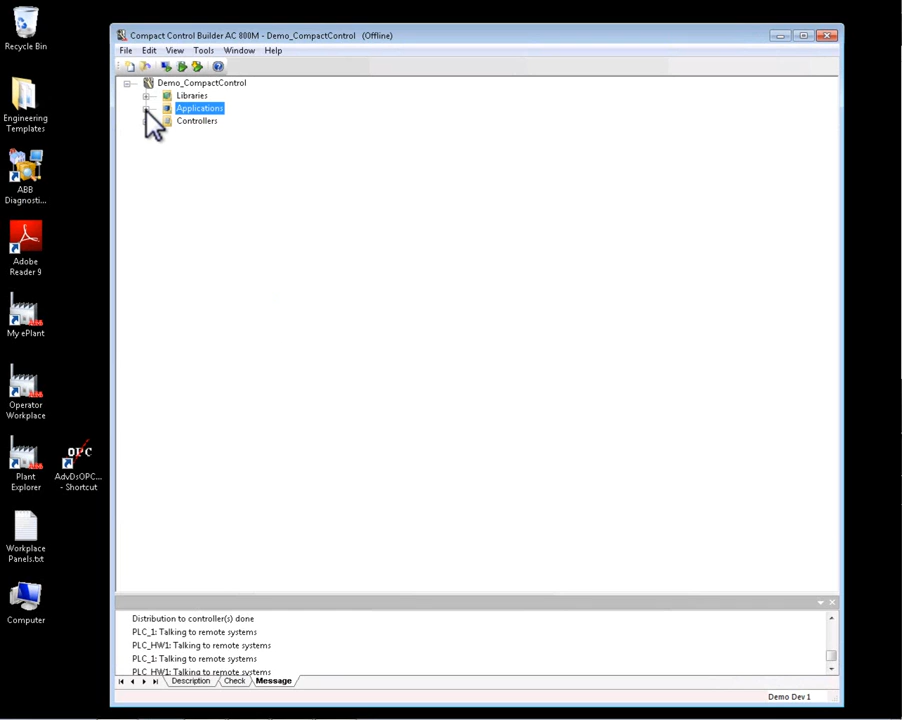 Recycle Bin
Engineering
Templates
ABB
Diagnosti...
Adobe
Reader 9
My ePlant
Operator
Workplace
Plant
Explorer
OPC
AdvDsOPC...
- Shortcut
Workplace
Panels.txt
Computer
Compact Control Builder AC 800M - Demo_CompactControl (Offline)
File Edit View Tools Window Help
Demo_CompactControl
Libraries
Applications
Controllers
Distribution to controller(s) done
PLC_1: Talking to remote systems
PLC_HW1: Talking to remote systems
PLC_1: Talking to remote systems
PLC_HW1: Talking to remote systems
Description Check Message
Demo Dev 1